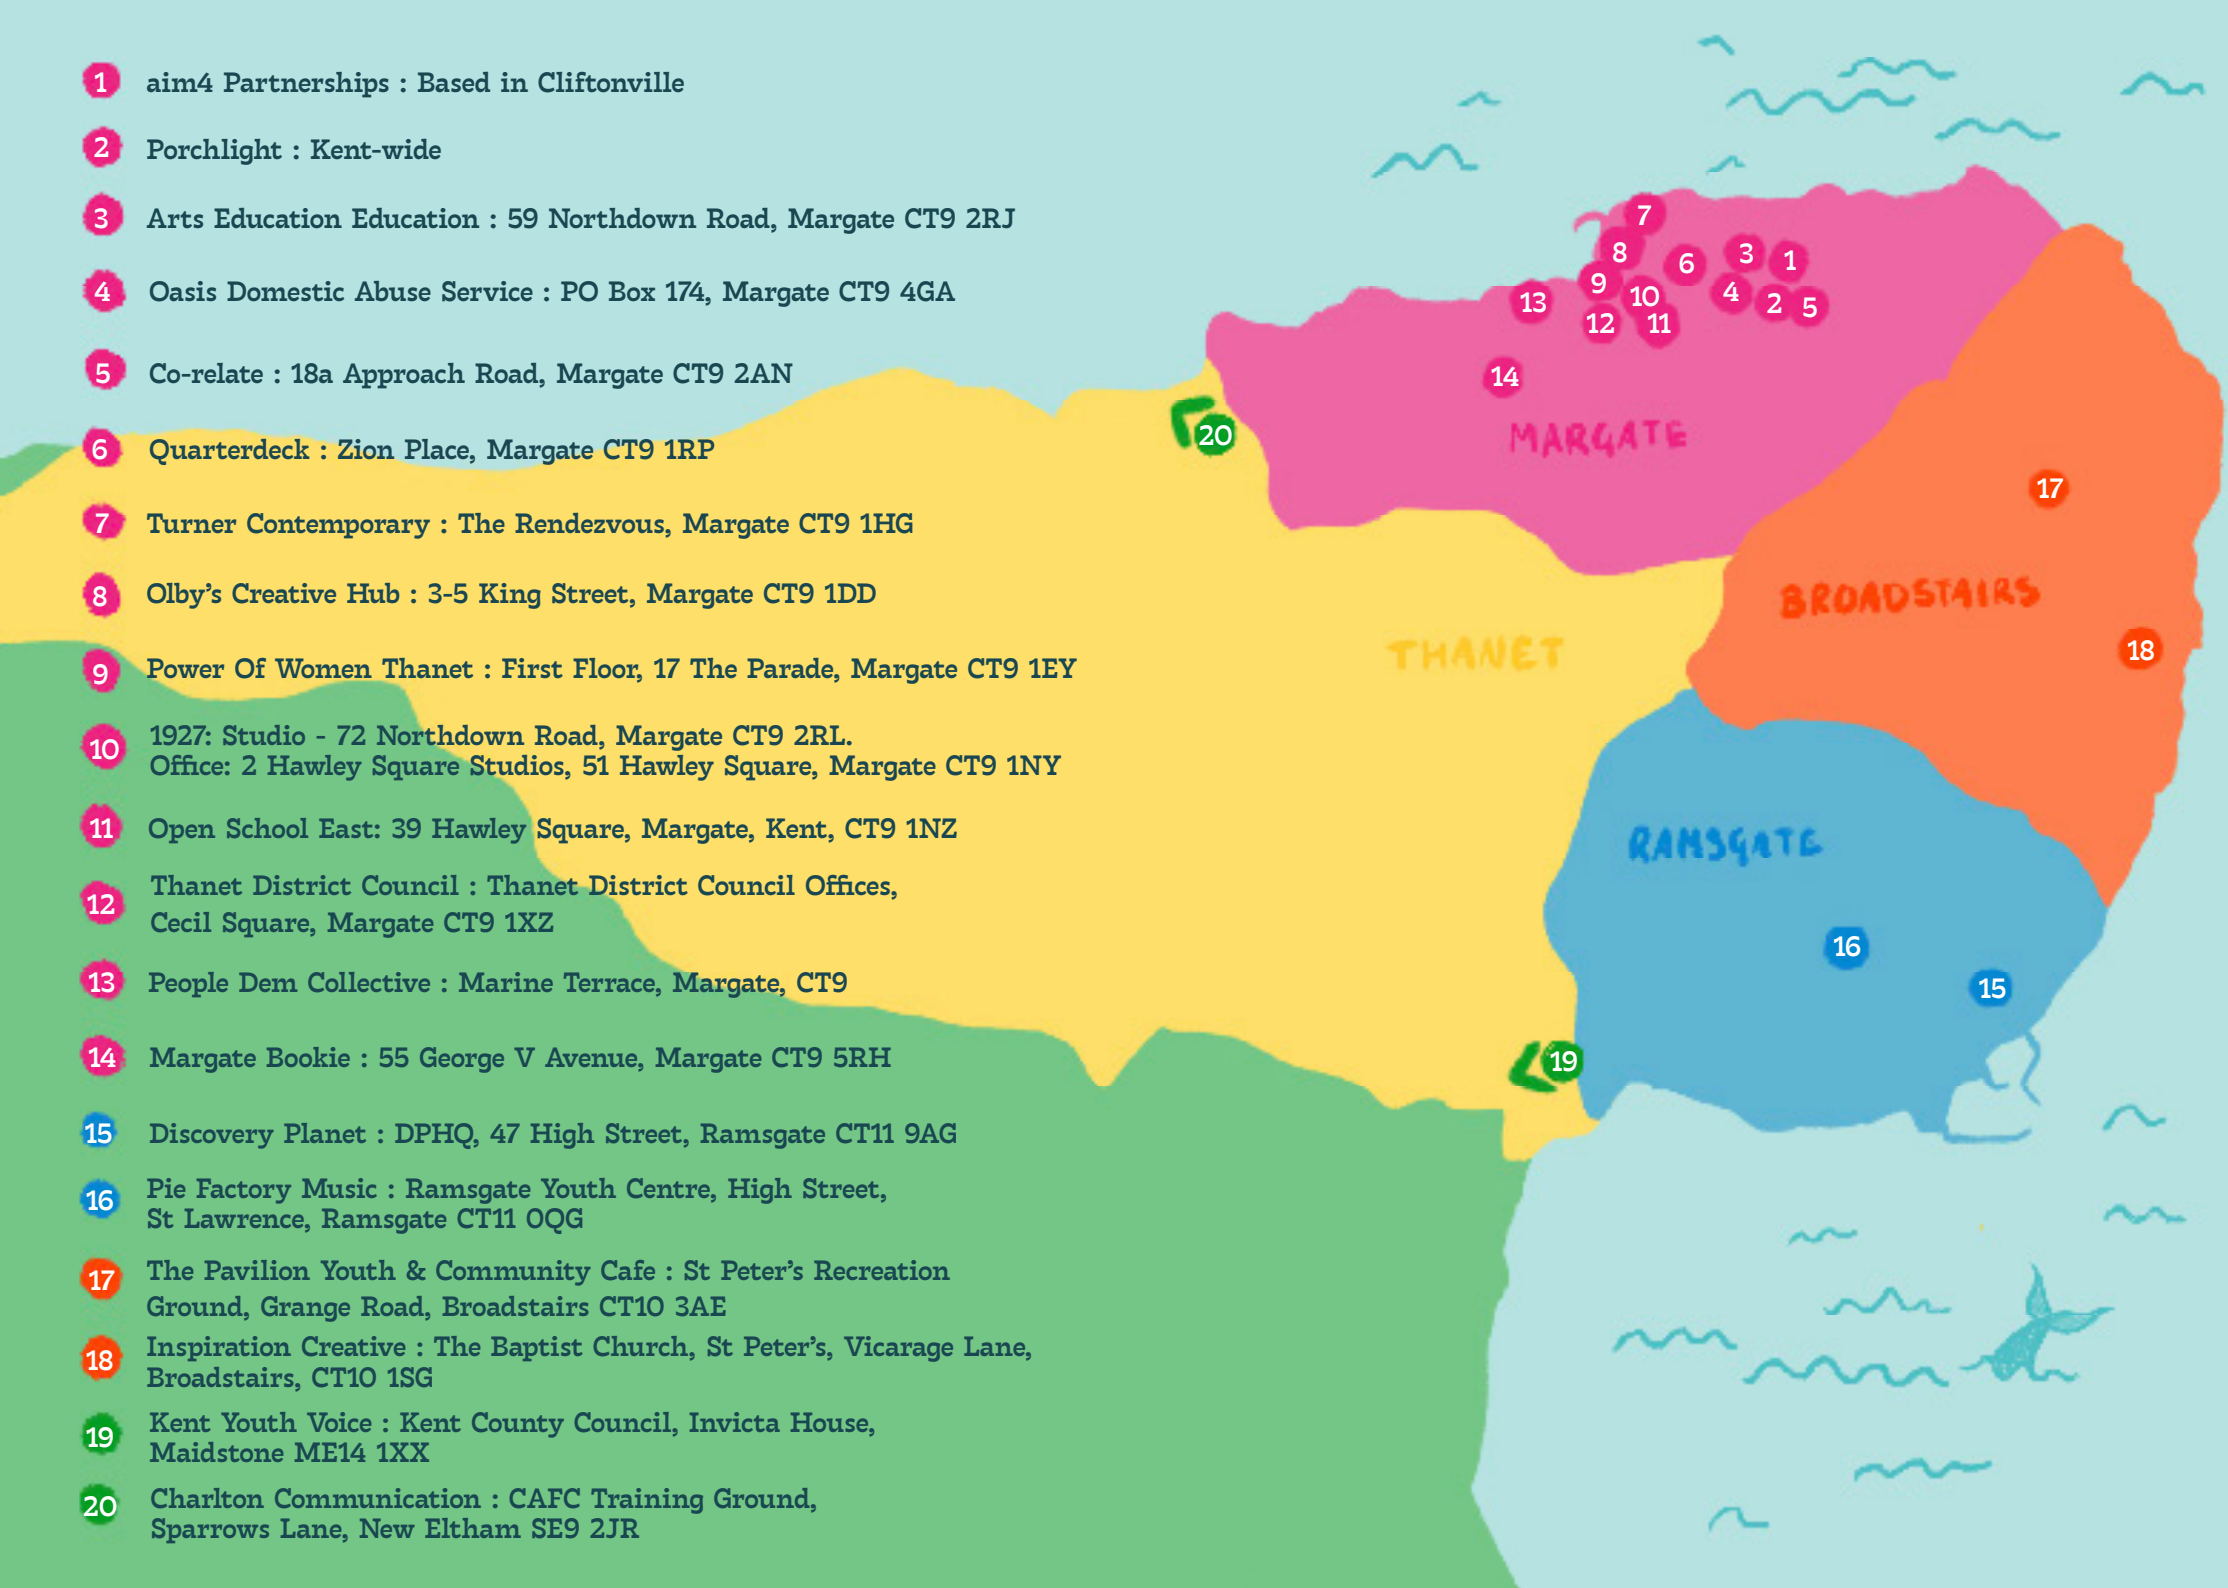 1 aim4 Partnerships : Based in Cliftonville
2 Porchlight : Kent-wide
3 Arts Education Education : 59 Northdown Road, Margate CT9 2RJ
4 Oasis Domestic Abuse Service : PO Box 174, Margate CT9 4GA
5 Co-relate : 18a Approach Road, Margate CT9 2AN
6 Quarterdeck : Zion Place, Margate CT9 1RP
7 Turner Contemporary : The Rendezvous, Margate CT9 1HG
8 Olby’s Creative Hub : 3-5 King Street, Margate CT9 1DD
9 Power Of Women Thanet : First Floor, 17 The Parade, Margate CT9 1EY
10 1927: Studio - 72 Northdown Road, Margate CT9 2RL.
Office: 2 Hawley Square Studios, 51 Hawley Square, Margate CT9 1NY
11 Open School East: 39 Hawley Square, Margate, Kent, CT9 1NZ
12 Thanet District Council : Thanet District Council Offices,
Cecil Square, Margate CT9 1XZ
13 People Dem Collective : Marine Terrace, Margate, CT9
14 Margate Bookie : 55 George V Avenue, Margate CT9 5RH
15 Discovery Planet : DPHQ, 47 High Street, Ramsgate CT11 9AG
16 Pie Factory Music : Ramsgate Youth Centre, High Street,
St Lawrence, Ramsgate CT11 0QG
17 The Pavilion Youth & Community Cafe : St Peter’s Recreation
Ground, Grange Road, Broadstairs CT10 3AE
18 Inspiration Creative : The Baptist Church, St Peter’s, Vicarage Lane,
Broadstairs, CT10 1SG
19 Kent Youth Voice : Kent County Council, Invicta House,
Maidstone ME14 1XX
20 Charlton Communication : CAFC Training Ground,
Sparrows Lane, New Eltham SE9 2JR
7
8
6
3
1
9
10
4
2
5
13
12
11
14
MARGATE
20
17
BROADSTAIRS
THANET
18
RAMSGATE
16
15
19